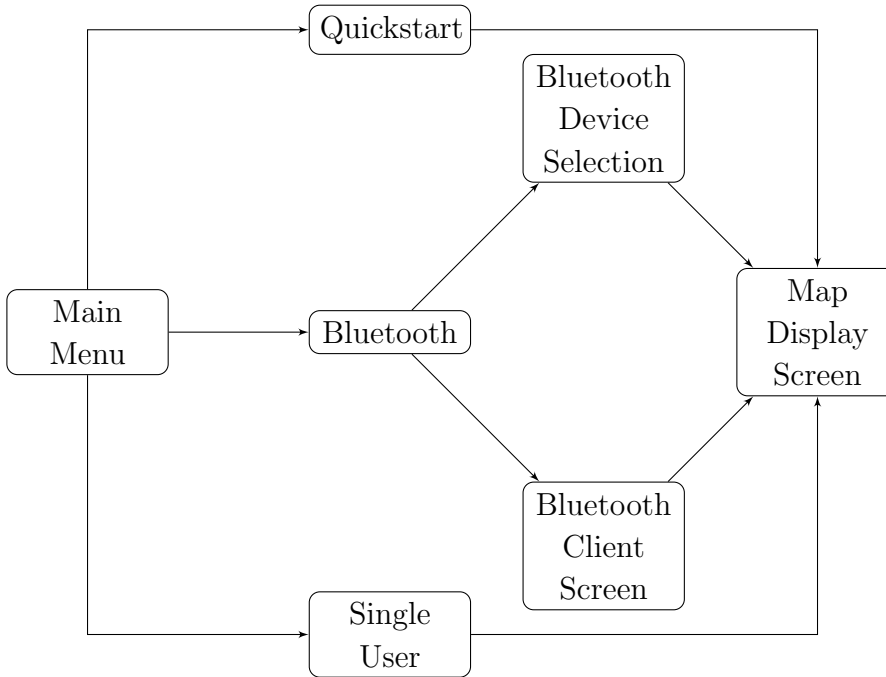 Quickstart
Bluetooth
Device
Selection
Main
Menu
Bluetooth
Map
Display
Screen
Bluetooth
Client
Screen
Single
User